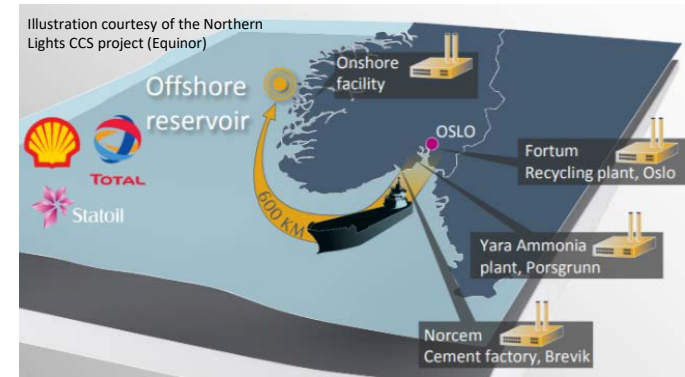 Illustration courtesy of the Northern
Lights CCS project (Equinor)
Onshore
facility
Offshore
reservoir
OSLO
Fortum
Recycling plant, Oslo
TOTAL
Statoil
600 KM
Yara Ammonia
plant, Porsgrunn
Norcem
Cement factory, Brevik